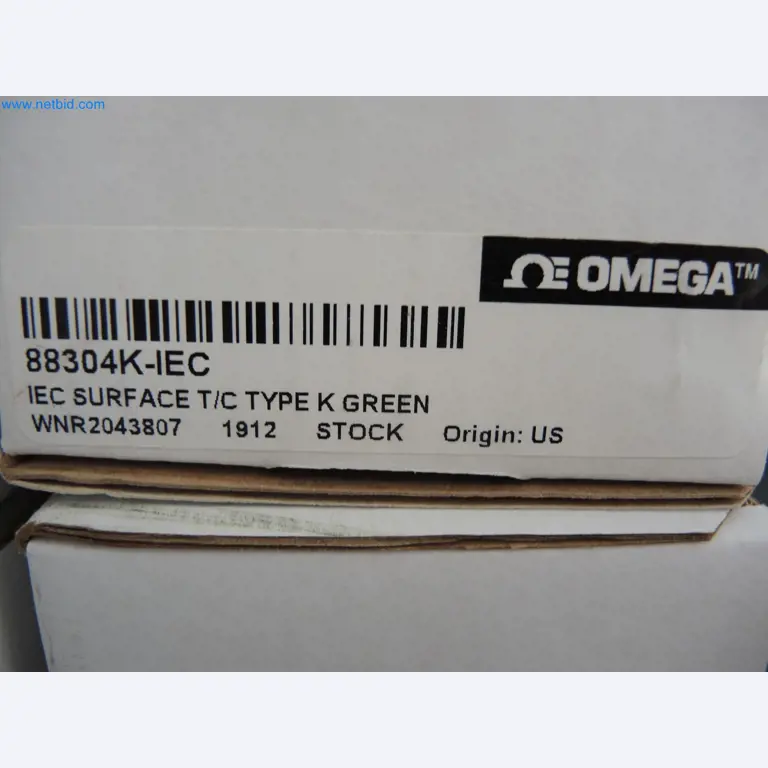 www.netbid.com
OMEGA™
88304K-IEC
IEC SURFACE T/C TYPE K GREEN
WNR2043807 1912 STOCK Origin: US